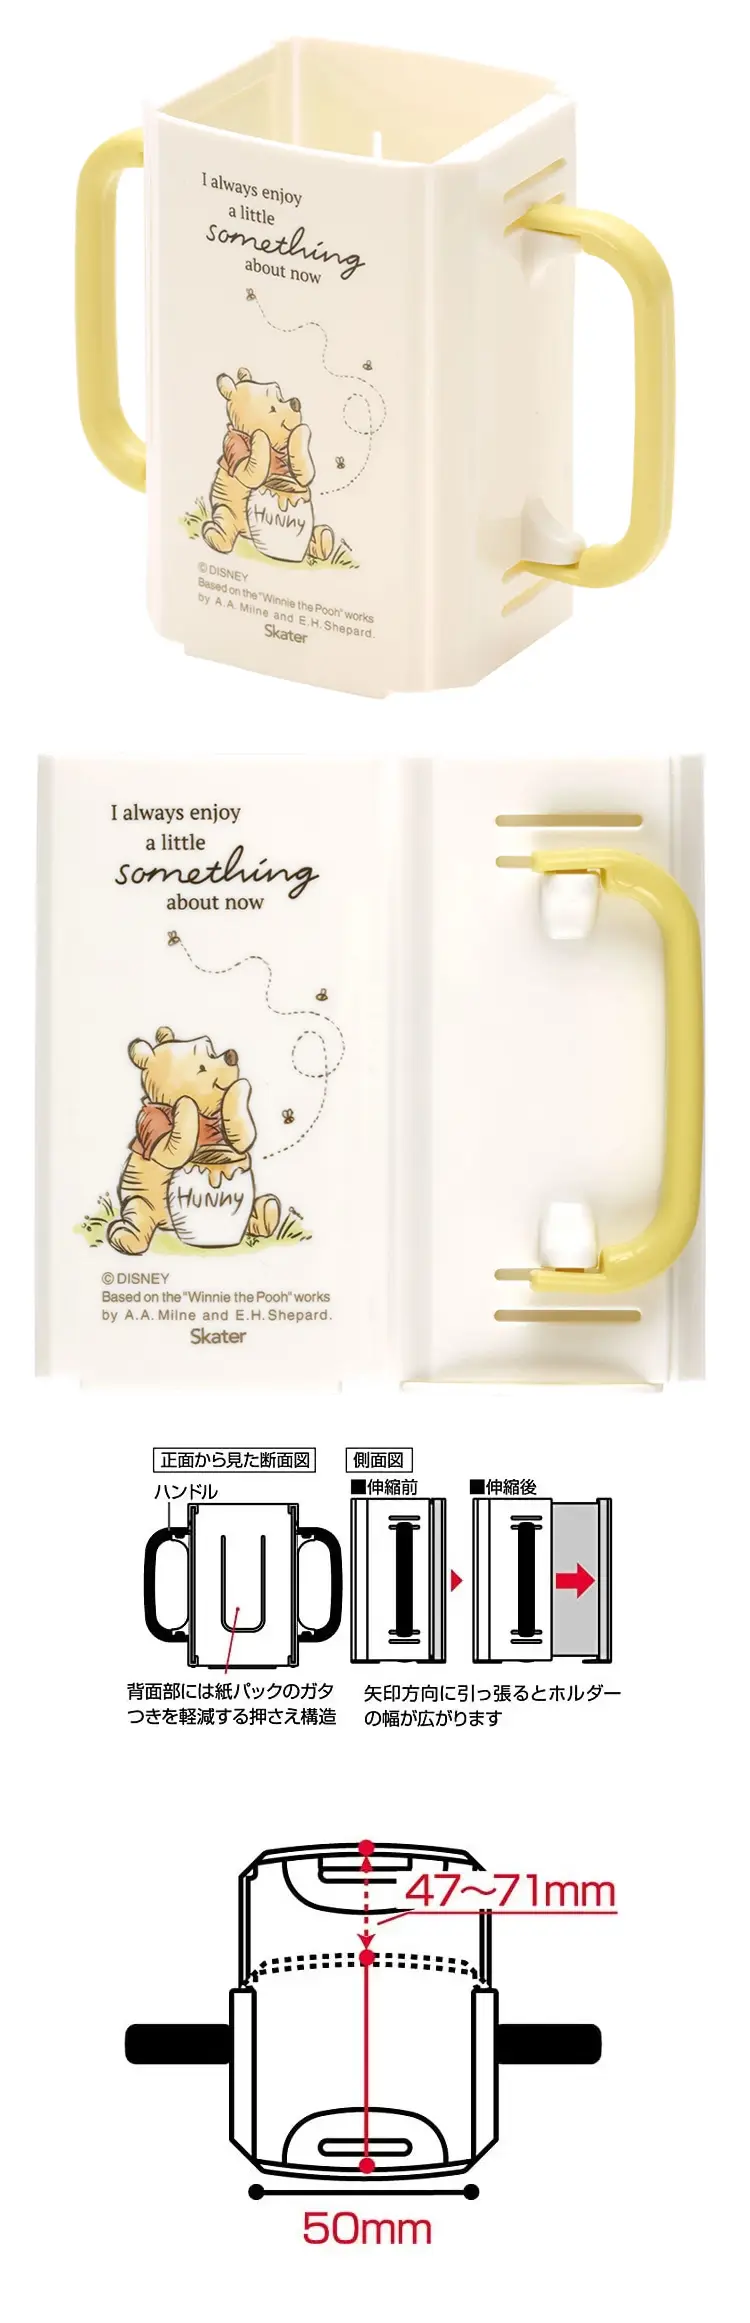 I always enjoy
a little
something
about now
HUNNY
©DISNEY
Based on the "Winnie the Pooh" works
by A.A. Milne and E.H. Shepard.
Skater
I always enjoy
a little
something
about now
HUNNY
©DISNEY
Based on the "Winnie the Pooh" works
by A.A. Milne and E.H. Shepard.
Skater
正面から見た断面図
側面図
ハンドル
■伸縮前
■伸縮後
背面部には紙パックのガタ
つきを軽減する押さえ構造
矢印方向に引っ張るとホルダー
の幅が広がります
47～71mm
50mm